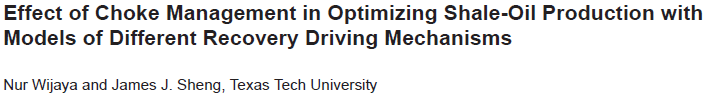 Effect of Choke Management in Optimizing Shale-Oil Production with
Models of Different Recovery Driving Mechanisms
Nur Wijaya and James J. Sheng, Texas Tech University